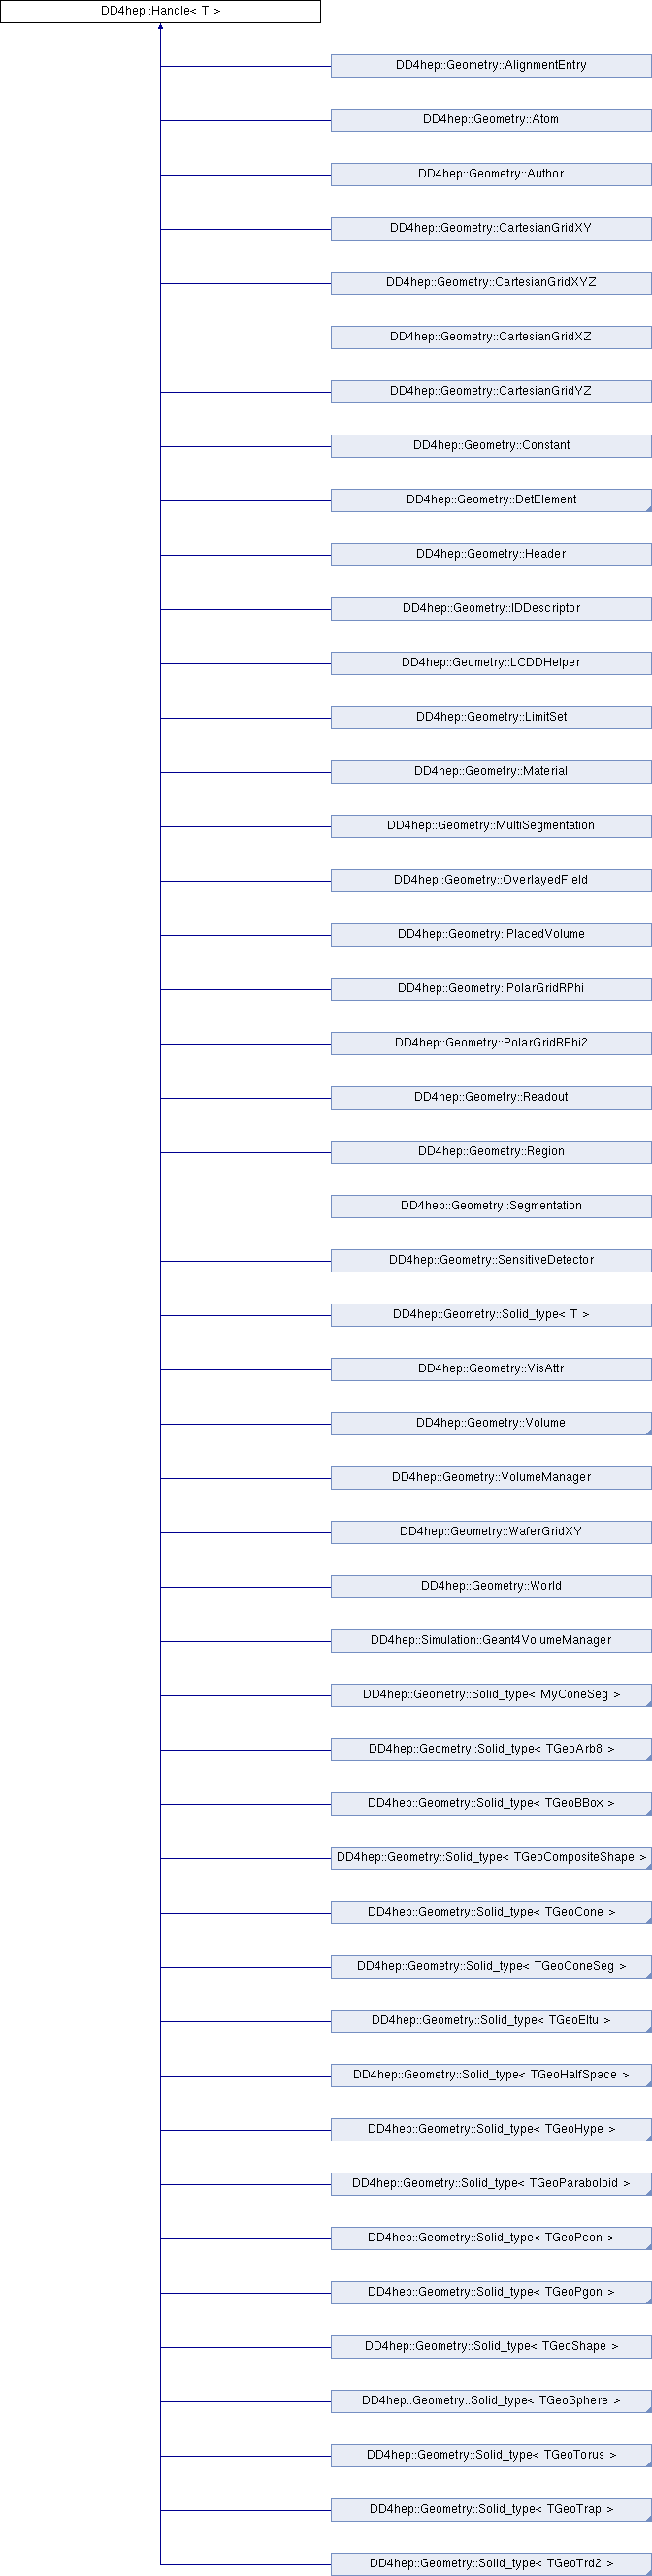 DD4hep::Handle< T >
DD4hep::Geometry::AlignmentEntry
DD4hep::Geometry::Atom
DD4hep::Geometry::Author
DD4hep::Geometry::CartesianGridXY
DD4hep::Geometry::CartesianGridXYZ
DD4hep::Geometry::CartesianGridXZ
DD4hep::Geometry::CartesianGridYZ
DD4hep::Geometry::Constant
DD4hep::Geometry::DetElement
DD4hep::Geometry::Header
DD4hep::Geometry::IDDescriptor
DD4hep::Geometry::LCDDHelper
DD4hep::Geometry::LimitSet
DD4hep::Geometry::Material
DD4hep::Geometry::MultiSegmentation
DD4hep::Geometry::OverlayedField
DD4hep::Geometry::PlacedVolume
DD4hep::Geometry::PolarGridRPhi
DD4hep::Geometry::PolarGridRPhi2
DD4hep::Geometry::Readout
DD4hep::Geometry::Region
DD4hep::Geometry::Segmentation
DD4hep::Geometry::SensitiveDetector
DD4hep::Geometry::Solid_type< T >
DD4hep::Geometry::VisAttr
DD4hep::Geometry::Volume
DD4hep::Geometry::VolumeManager
DD4hep::Geometry::WaferGridXY
DD4hep::Geometry::World
DD4hep::Simulation::Geant4VolumeManager
DD4hep::Geometry::Solid_type< MyConeSeg >
DD4hep::Geometry::Solid_type< TGeoArb8 >
DD4hep::Geometry::Solid_type< TGeoBBox >
DD4hep::Geometry::Solid_type< TGeoCompositeShape >
DD4hep::Geometry::Solid_type< TGeoCone >
DD4hep::Geometry::Solid_type< TGeoConeSeg >
DD4hep::Geometry::Solid_type< TGeoEltu >
DD4hep::Geometry::Solid_type< TGeoHalfSpace >
DD4hep::Geometry::Solid_type< TGeoHype >
DD4hep::Geometry::Solid_type< TGeoParaboloid >
DD4hep::Geometry::Solid_type< TGeoPcon >
DD4hep::Geometry::Solid_type< TGeoPgon >
DD4hep::Geometry::Solid_type< TGeoShape >
DD4hep::Geometry::Solid_type< TGeoSphere >
DD4hep::Geometry::Solid_type< TGeoTorus >
DD4hep::Geometry::Solid_type< TGeoTrap >
DD4hep::Geometry::Solid_type< TGeoTrd2 >